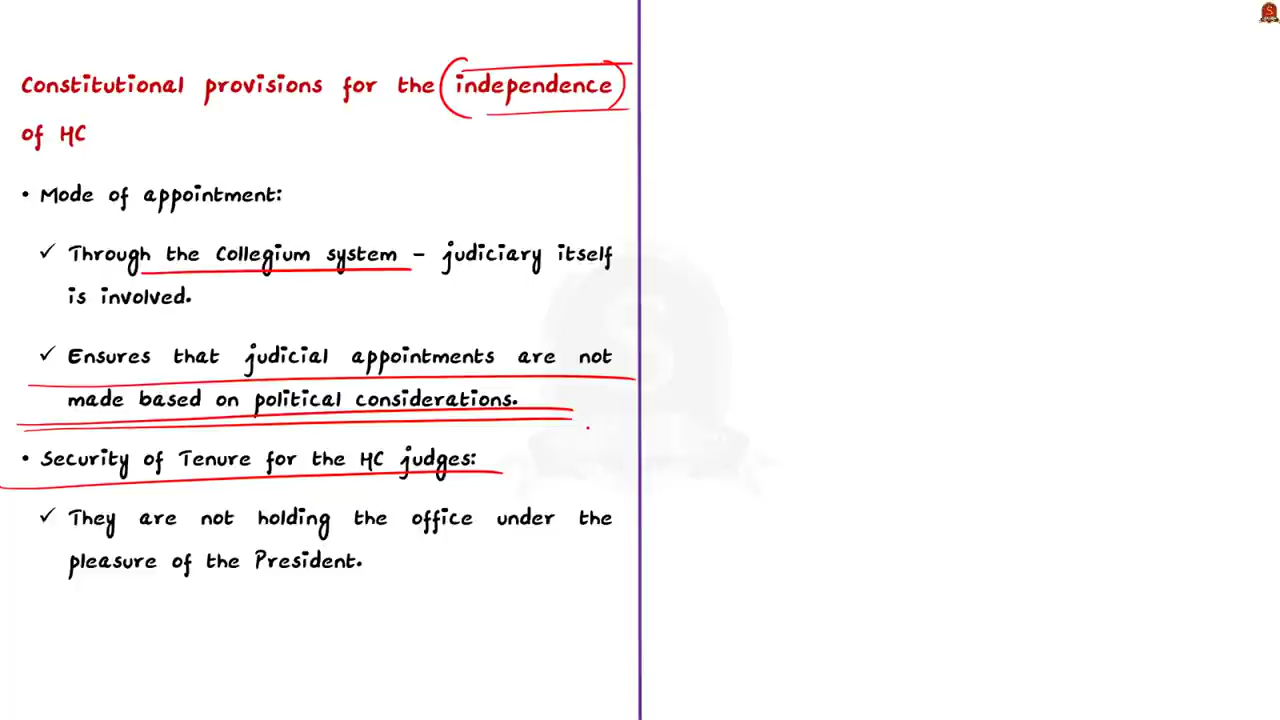 Constitutional provisions for the independence
of HC
• Mode of appointment:
✓ Through the Collegium system – judiciary itself
is involved.
✓ Ensures that judicial appointments are not
made based on political considerations.
• Security of Tenure for the HC judges:
✓ They are not holding the office under the
pleasure of the President.